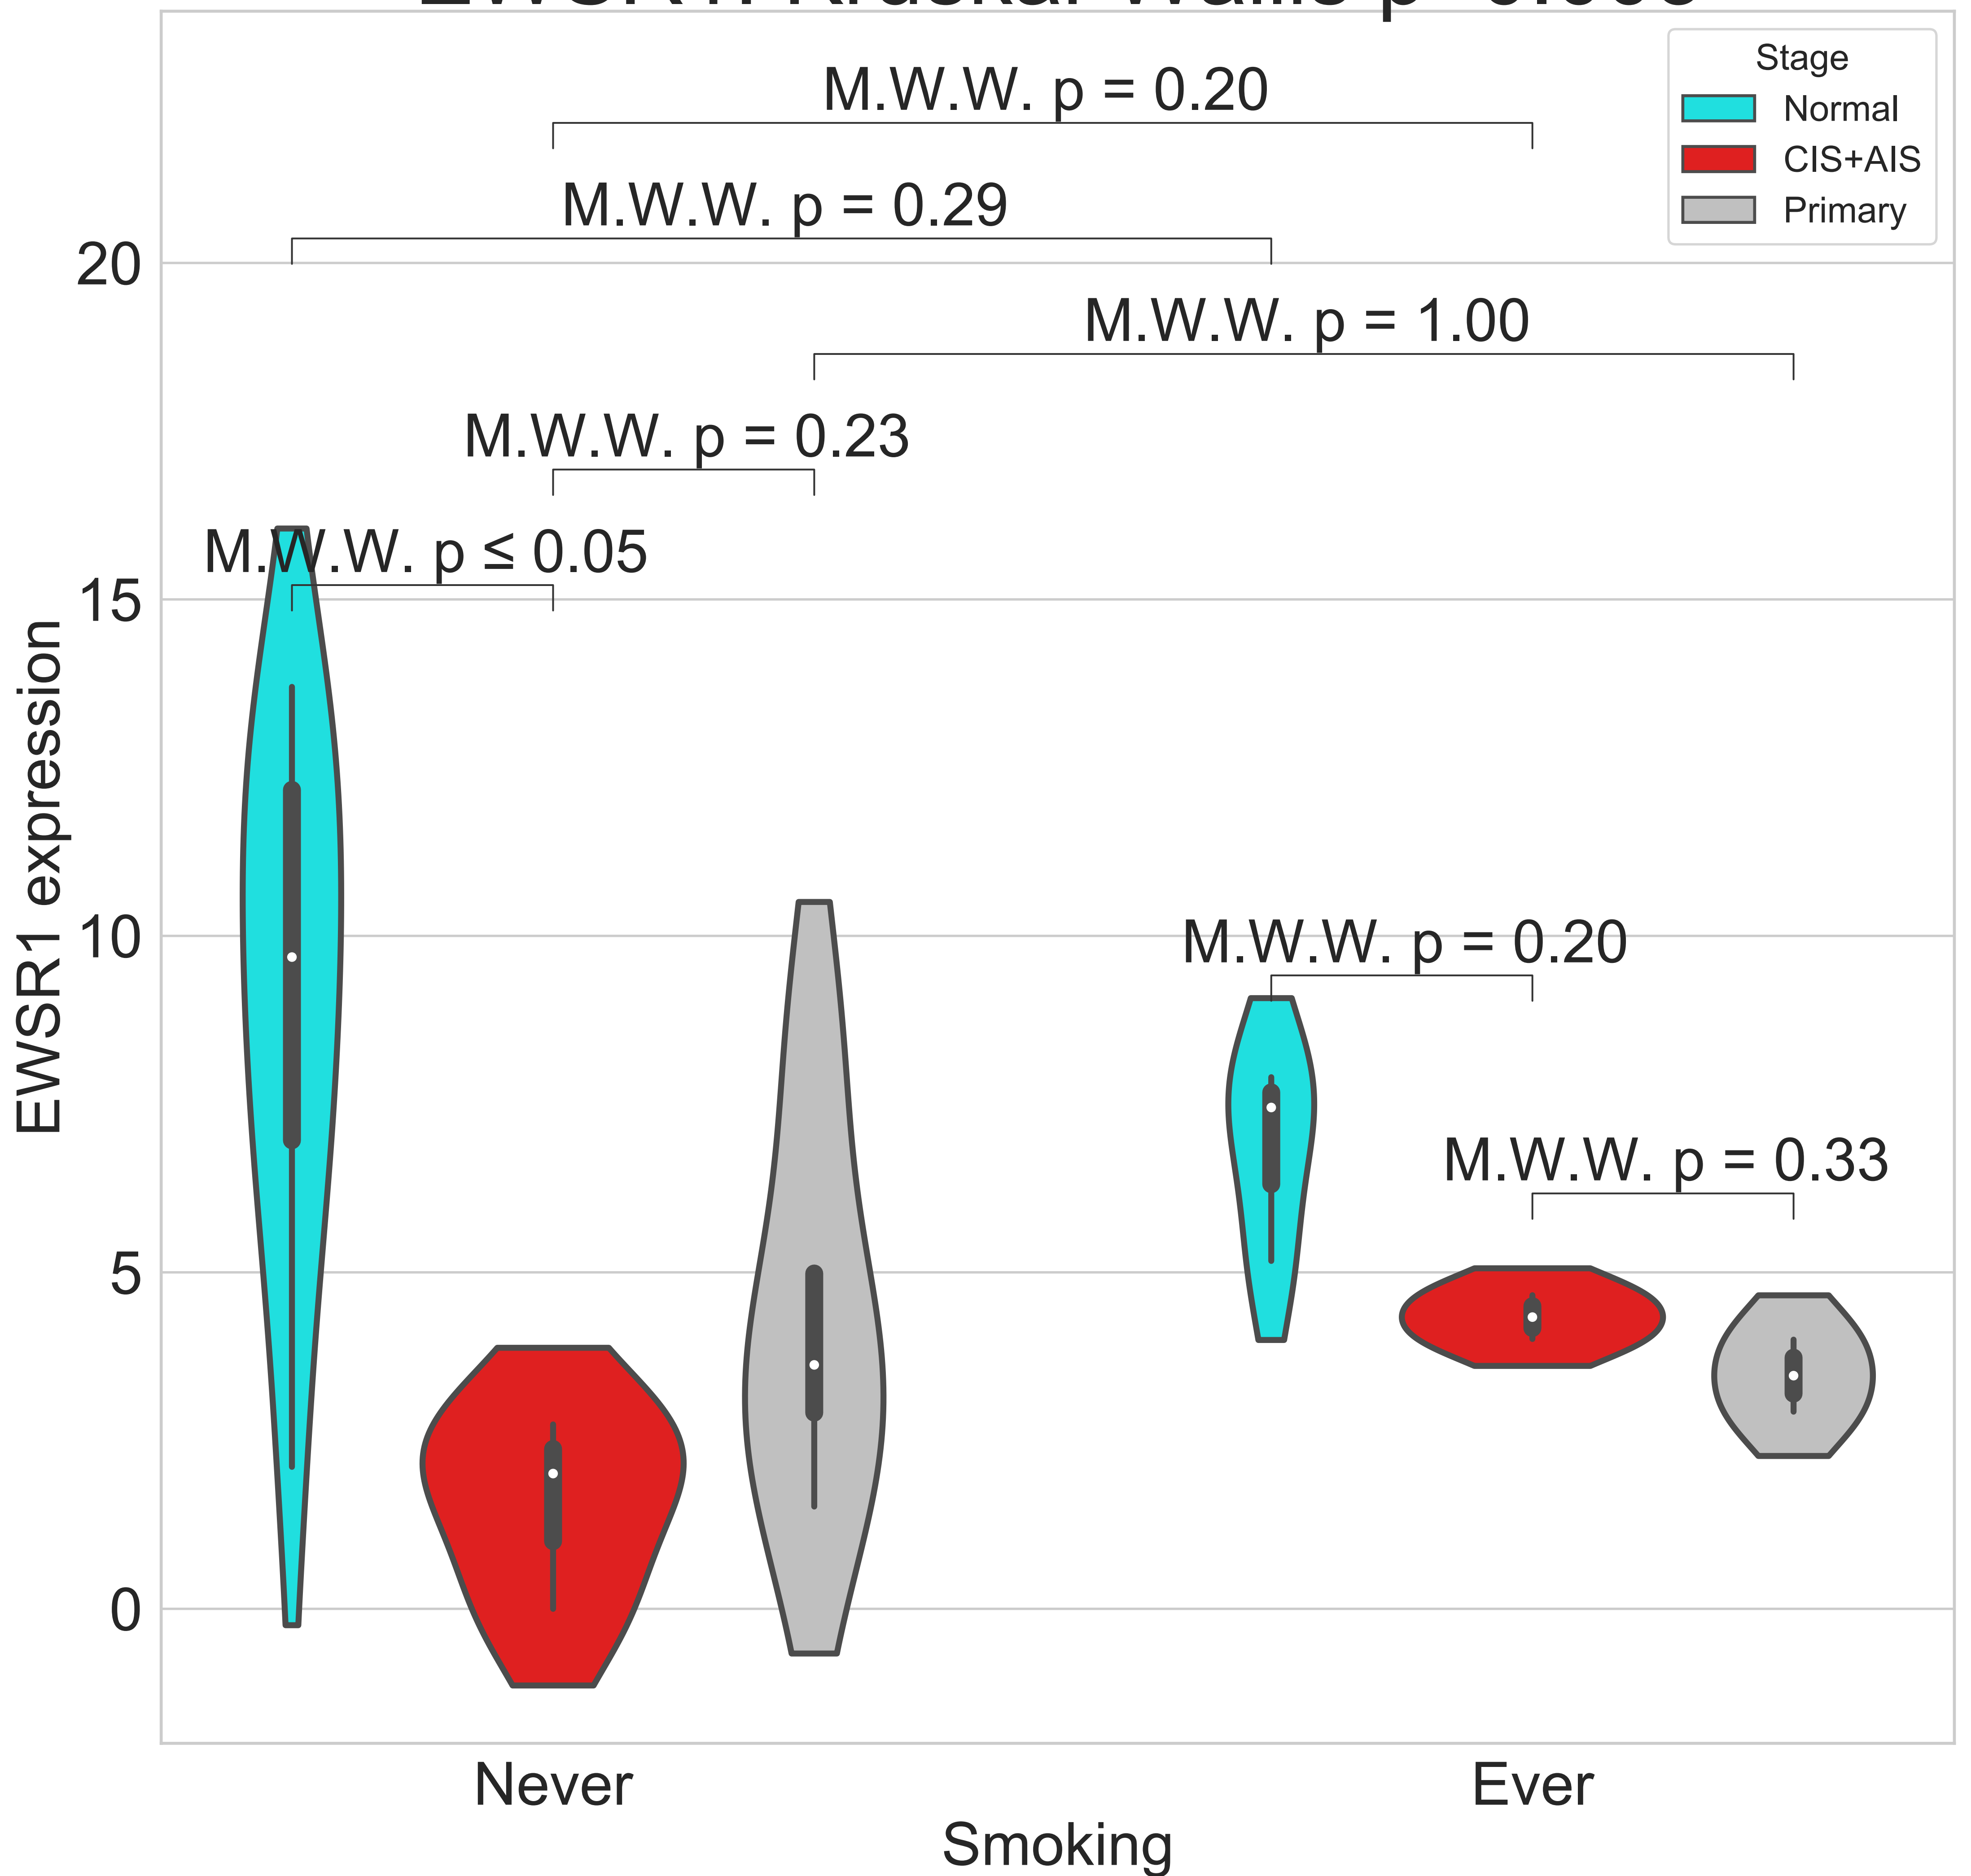 Stage
Normal
CIS+AIS
Primary
M.W.W. p = 0.20
M.W.W. p = 0.29
M.W.W. p = 1.00
M.W.W. p = 0.23
M.W.W. p ≤ 0.05
M.W.W. p = 0.20
M.W.W. p = 0.33
EWSR1 expression
20
15
10
5
0
Never
Ever
Smoking